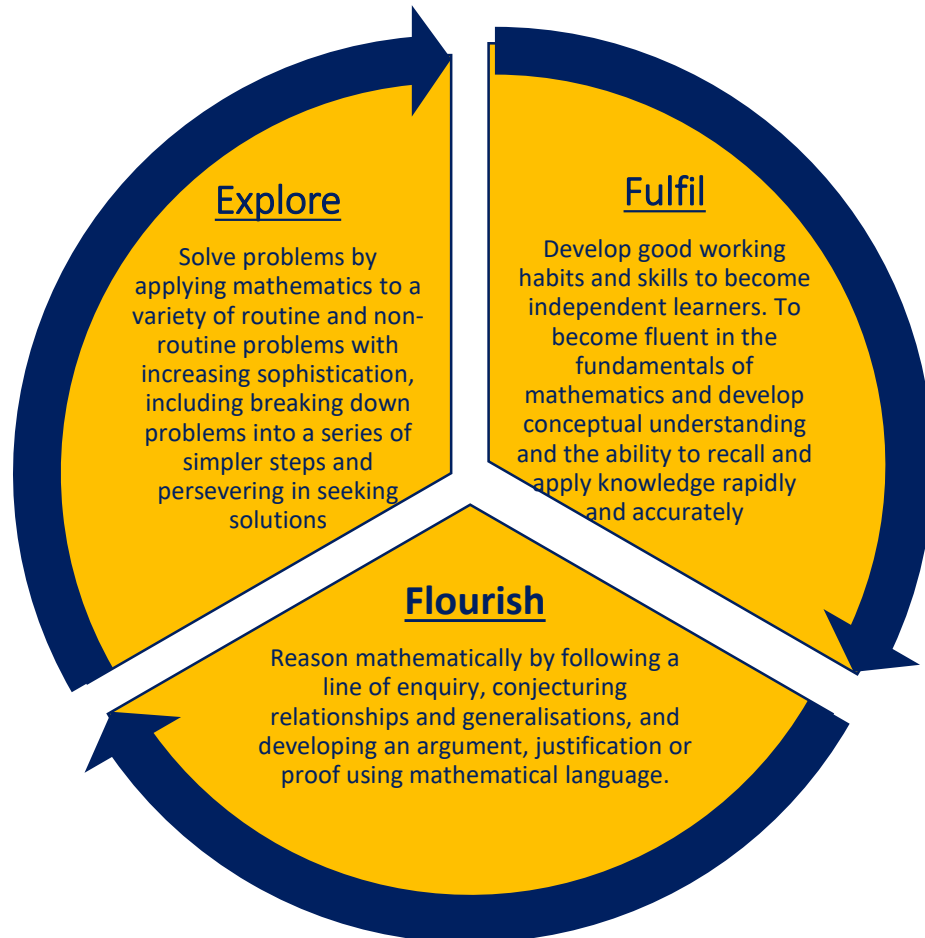 Explore
Solve problems by
applying mathematics to a
variety of routine and non-
routine problems with
increasing sophistication,
including breaking down
problems into a series of
simpler steps and
persevering in seeking
solutions
Fulfil
Develop good working
habits and skills to become
independent learners. To
become fluent in the
fundamentals of
mathematics and develop
conceptual understanding
and the ability to recall and
apply knowledge rapidly
and accurately
Flourish
Reason mathematically by following a
line of enquiry, conjecturing
relationships and generalisations, and
developing an argument, justification or
proof using mathematical language.